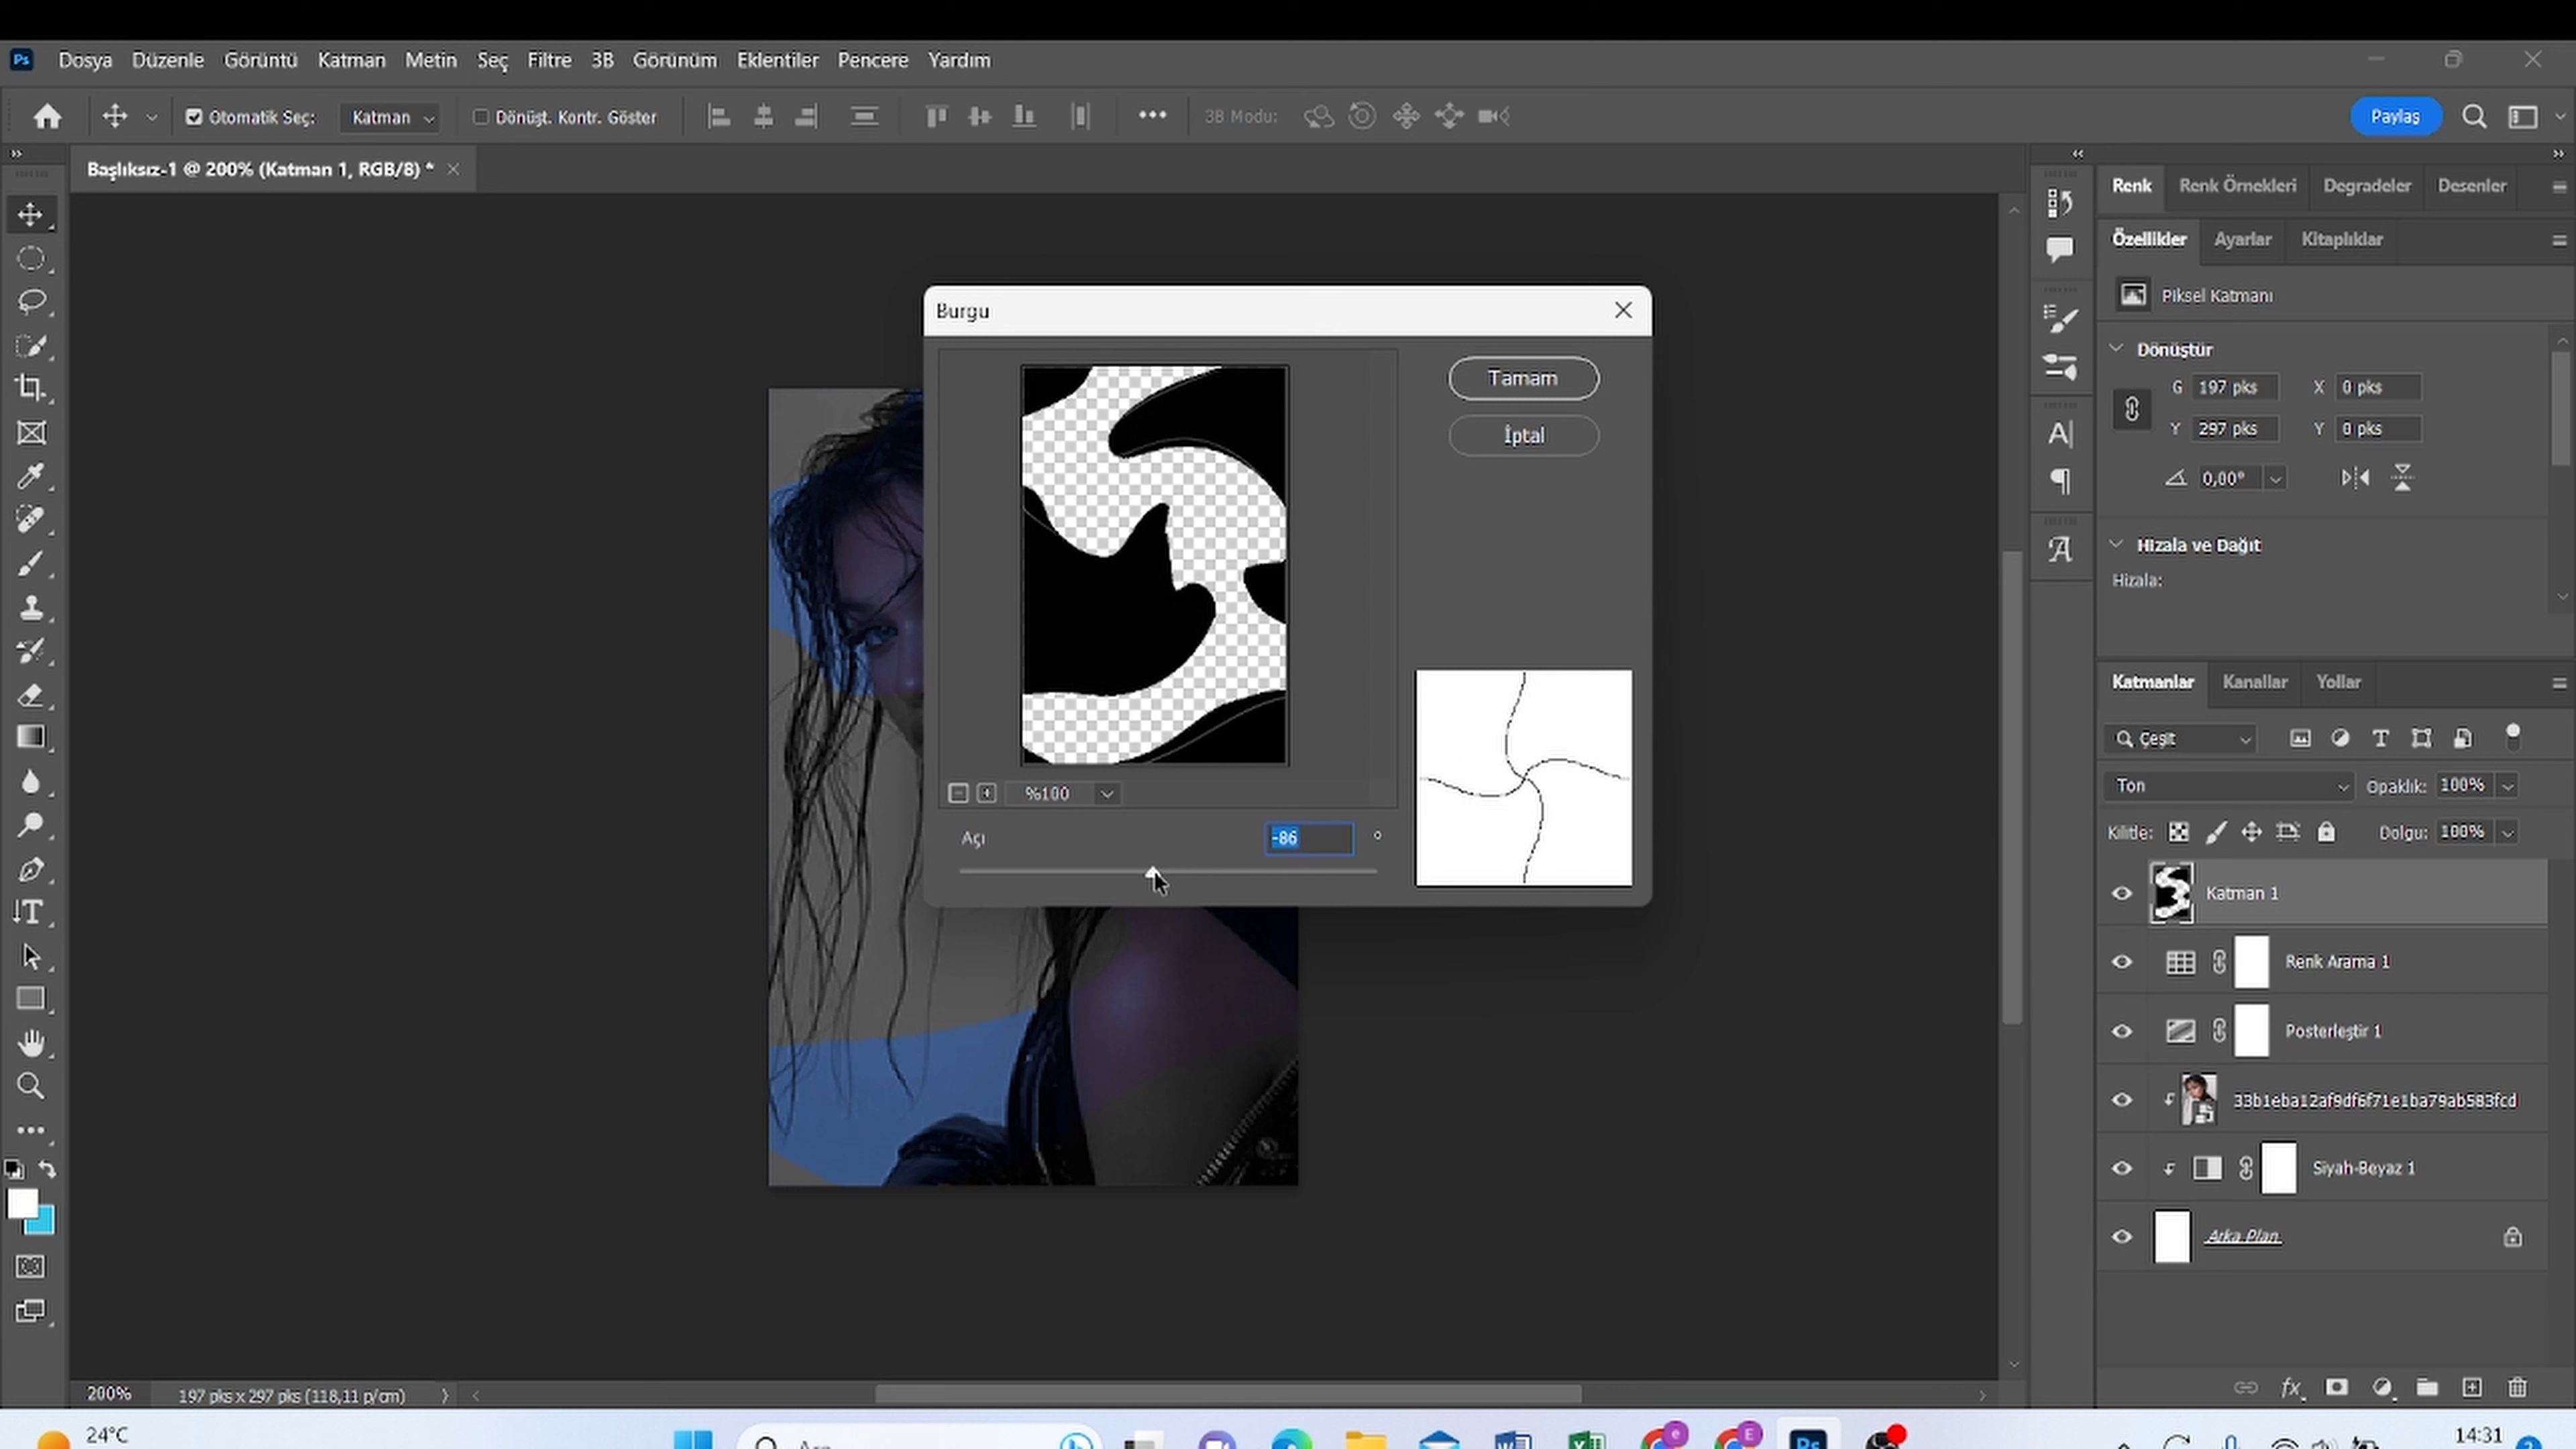 Ps Dosya Düzenle Görüntü Katman Metin Seç Filtre 3B Görünüm Eklentiler Pencere Yardım
Otomatik Seç: Katman Dönüşt. Kontr. Göster 3B Modu: Paylaş
Başlıksız-1 @ 200% (Katman 1, RGB/8) *
Renk Renk Örnekleri Degradeler Desenler
Özellikler Ayarlar Kitaplıklar
Piksel Katmanı
Dönüştür
G 197 pks X 0 pks
Y 297 pks Y 0 pks
0,00°
Hizala ve Dağıt
Hizala:
Burgu
Tamam
İptal
%100
Açı -86 °
Katmanlar Kanallar Yollar
Çeşit
Ton Opaklık: 100%
Kilitle: Dolgu: 100%
Katman 1
Renk Arama 1
Posterleştir 1
33b1eba12af9df6f71e1ba79ab583fcd
Siyah-Beyaz 1
Arka Plan
200% 197 pks x 297 pks (118,11 p/cm)
24°C
Ara
e
E
Ps
14:31